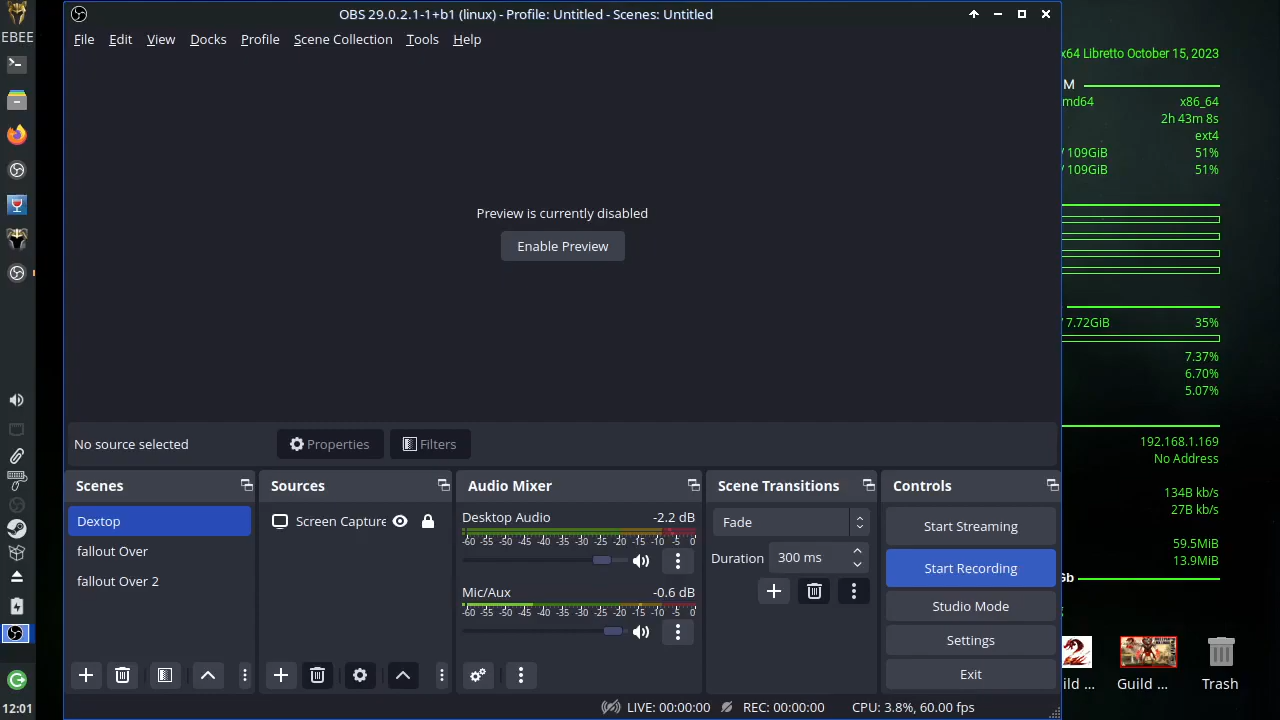 EBEE
OBS 29.0.2.1-1+b1 (linux) - Profile: Untitled - Scenes: Untitled
File Edit View Docks Profile Scene Collection Tools Help
x64 Libretto October 15, 2023
M
md64 x86_64
2h 43m 8s
ext4
/ 109GiB 51%
/ 109GiB 51%
Preview is currently disabled
Enable Preview
/ 7.72GiB 35%
7.37%
6.70%
5.07%
No source selected Properties Filters
192.168.1.169
No Address
134B kb/s
27B kb/s
59.5MiB
13.9MiB
Gb
Scenes
Dextop
fallout Over
fallout Over 2
Sources
Screen Capture
Audio Mixer
Desktop Audio -2.2 dB
-60 -55 -50 -45 -40 -35 -30 -25 -20 -15 -10 -5 0
Mic/Aux -0.6 dB
-60 -55 -50 -45 -40 -35 -30 -25 -20 -15 -10 -5 0
Scene Transitions
Fade
Duration 300 ms
Controls
Start Streaming
Start Recording
Studio Mode
Settings
Exit
ild ... Guild ... Trash
LIVE: 00:00:00 REC: 00:00:00 CPU: 3.8%, 60.00 fps
12:01